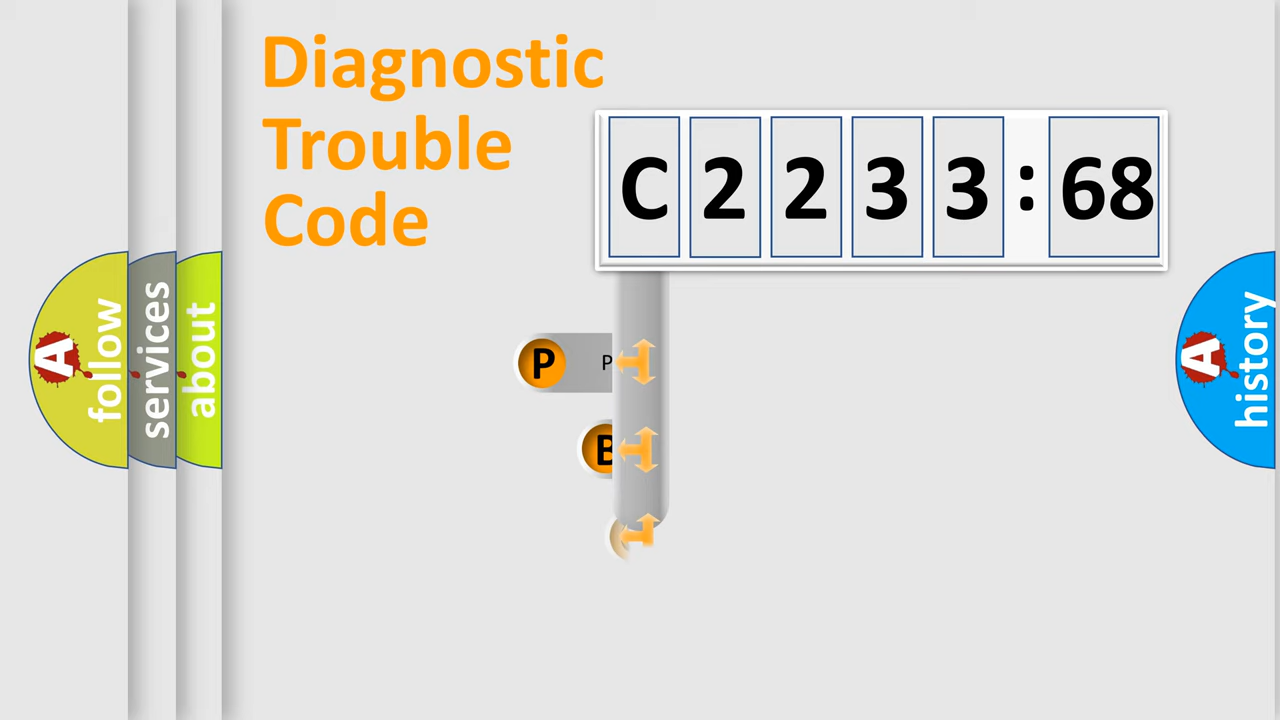 Diagnostic
Trouble
Code
C 2 2 3 3 : 68
P P
B
A follow
services
about
A history